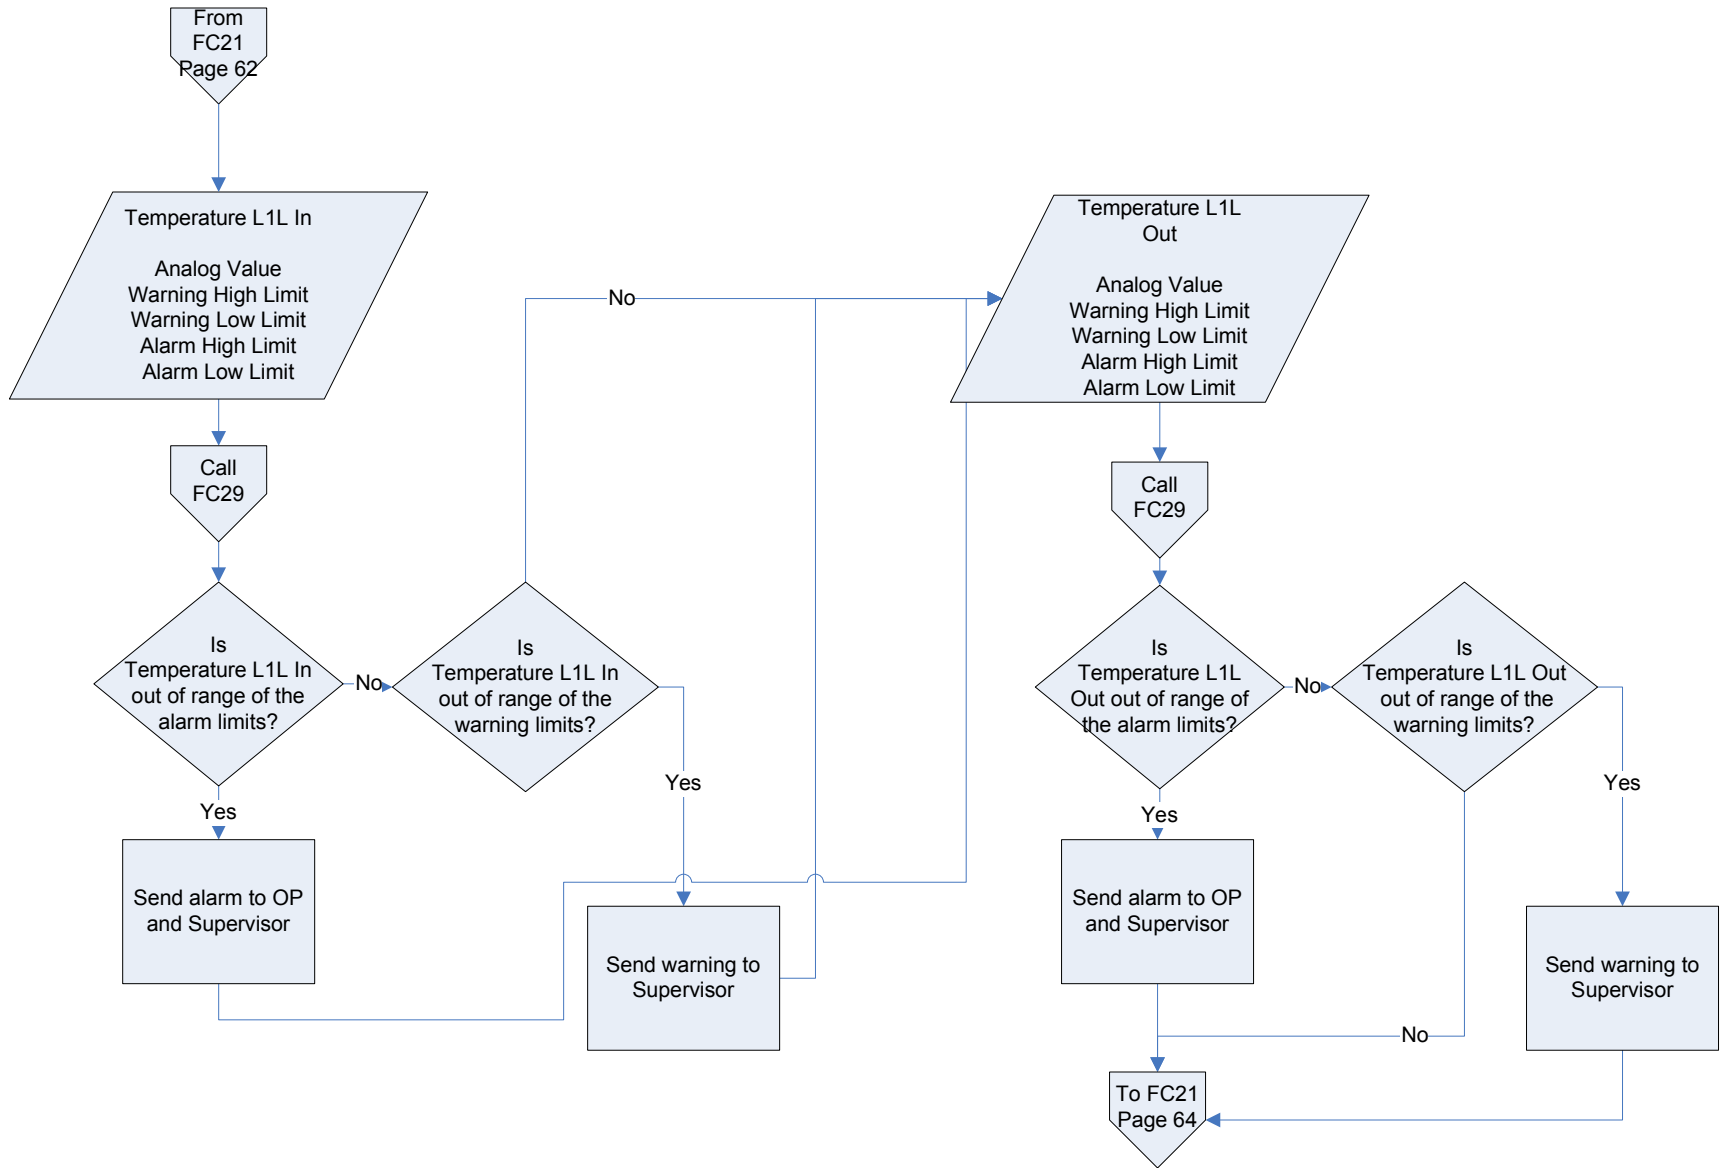 From
FC21
Page 62
Temperature L1L In
Analog Value
Warning High Limit
Warning Low Limit
Alarm High Limit
Alarm Low Limit
Call
FC29
Is
Temperature L1L In
out of range of the
alarm limits?
No
Is
Temperature L1L In
out of range of the
warning limits?
No
Yes
Yes
Send alarm to OP
and Supervisor
Send warning to
Supervisor
Temperature L1L
Out
Analog Value
Warning High Limit
Warning Low Limit
Alarm High Limit
Alarm Low Limit
Call
FC29
Is
Temperature L1L
Out out of range of
the alarm limits?
No
Is
Temperature L1L Out
out of range of the
warning limits?
Yes
Yes
Send alarm to OP
and Supervisor
Send warning to
Supervisor
No
To FC21
Page 64